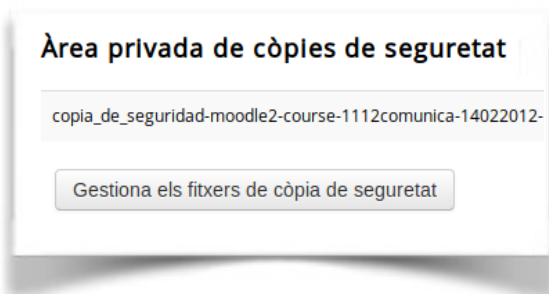 Àrea privada de còpies de seguretat
copia_de_seguridad-moodle2-course-1112comunica-14022012-
Gestiona els fitxers de còpia de seguretat